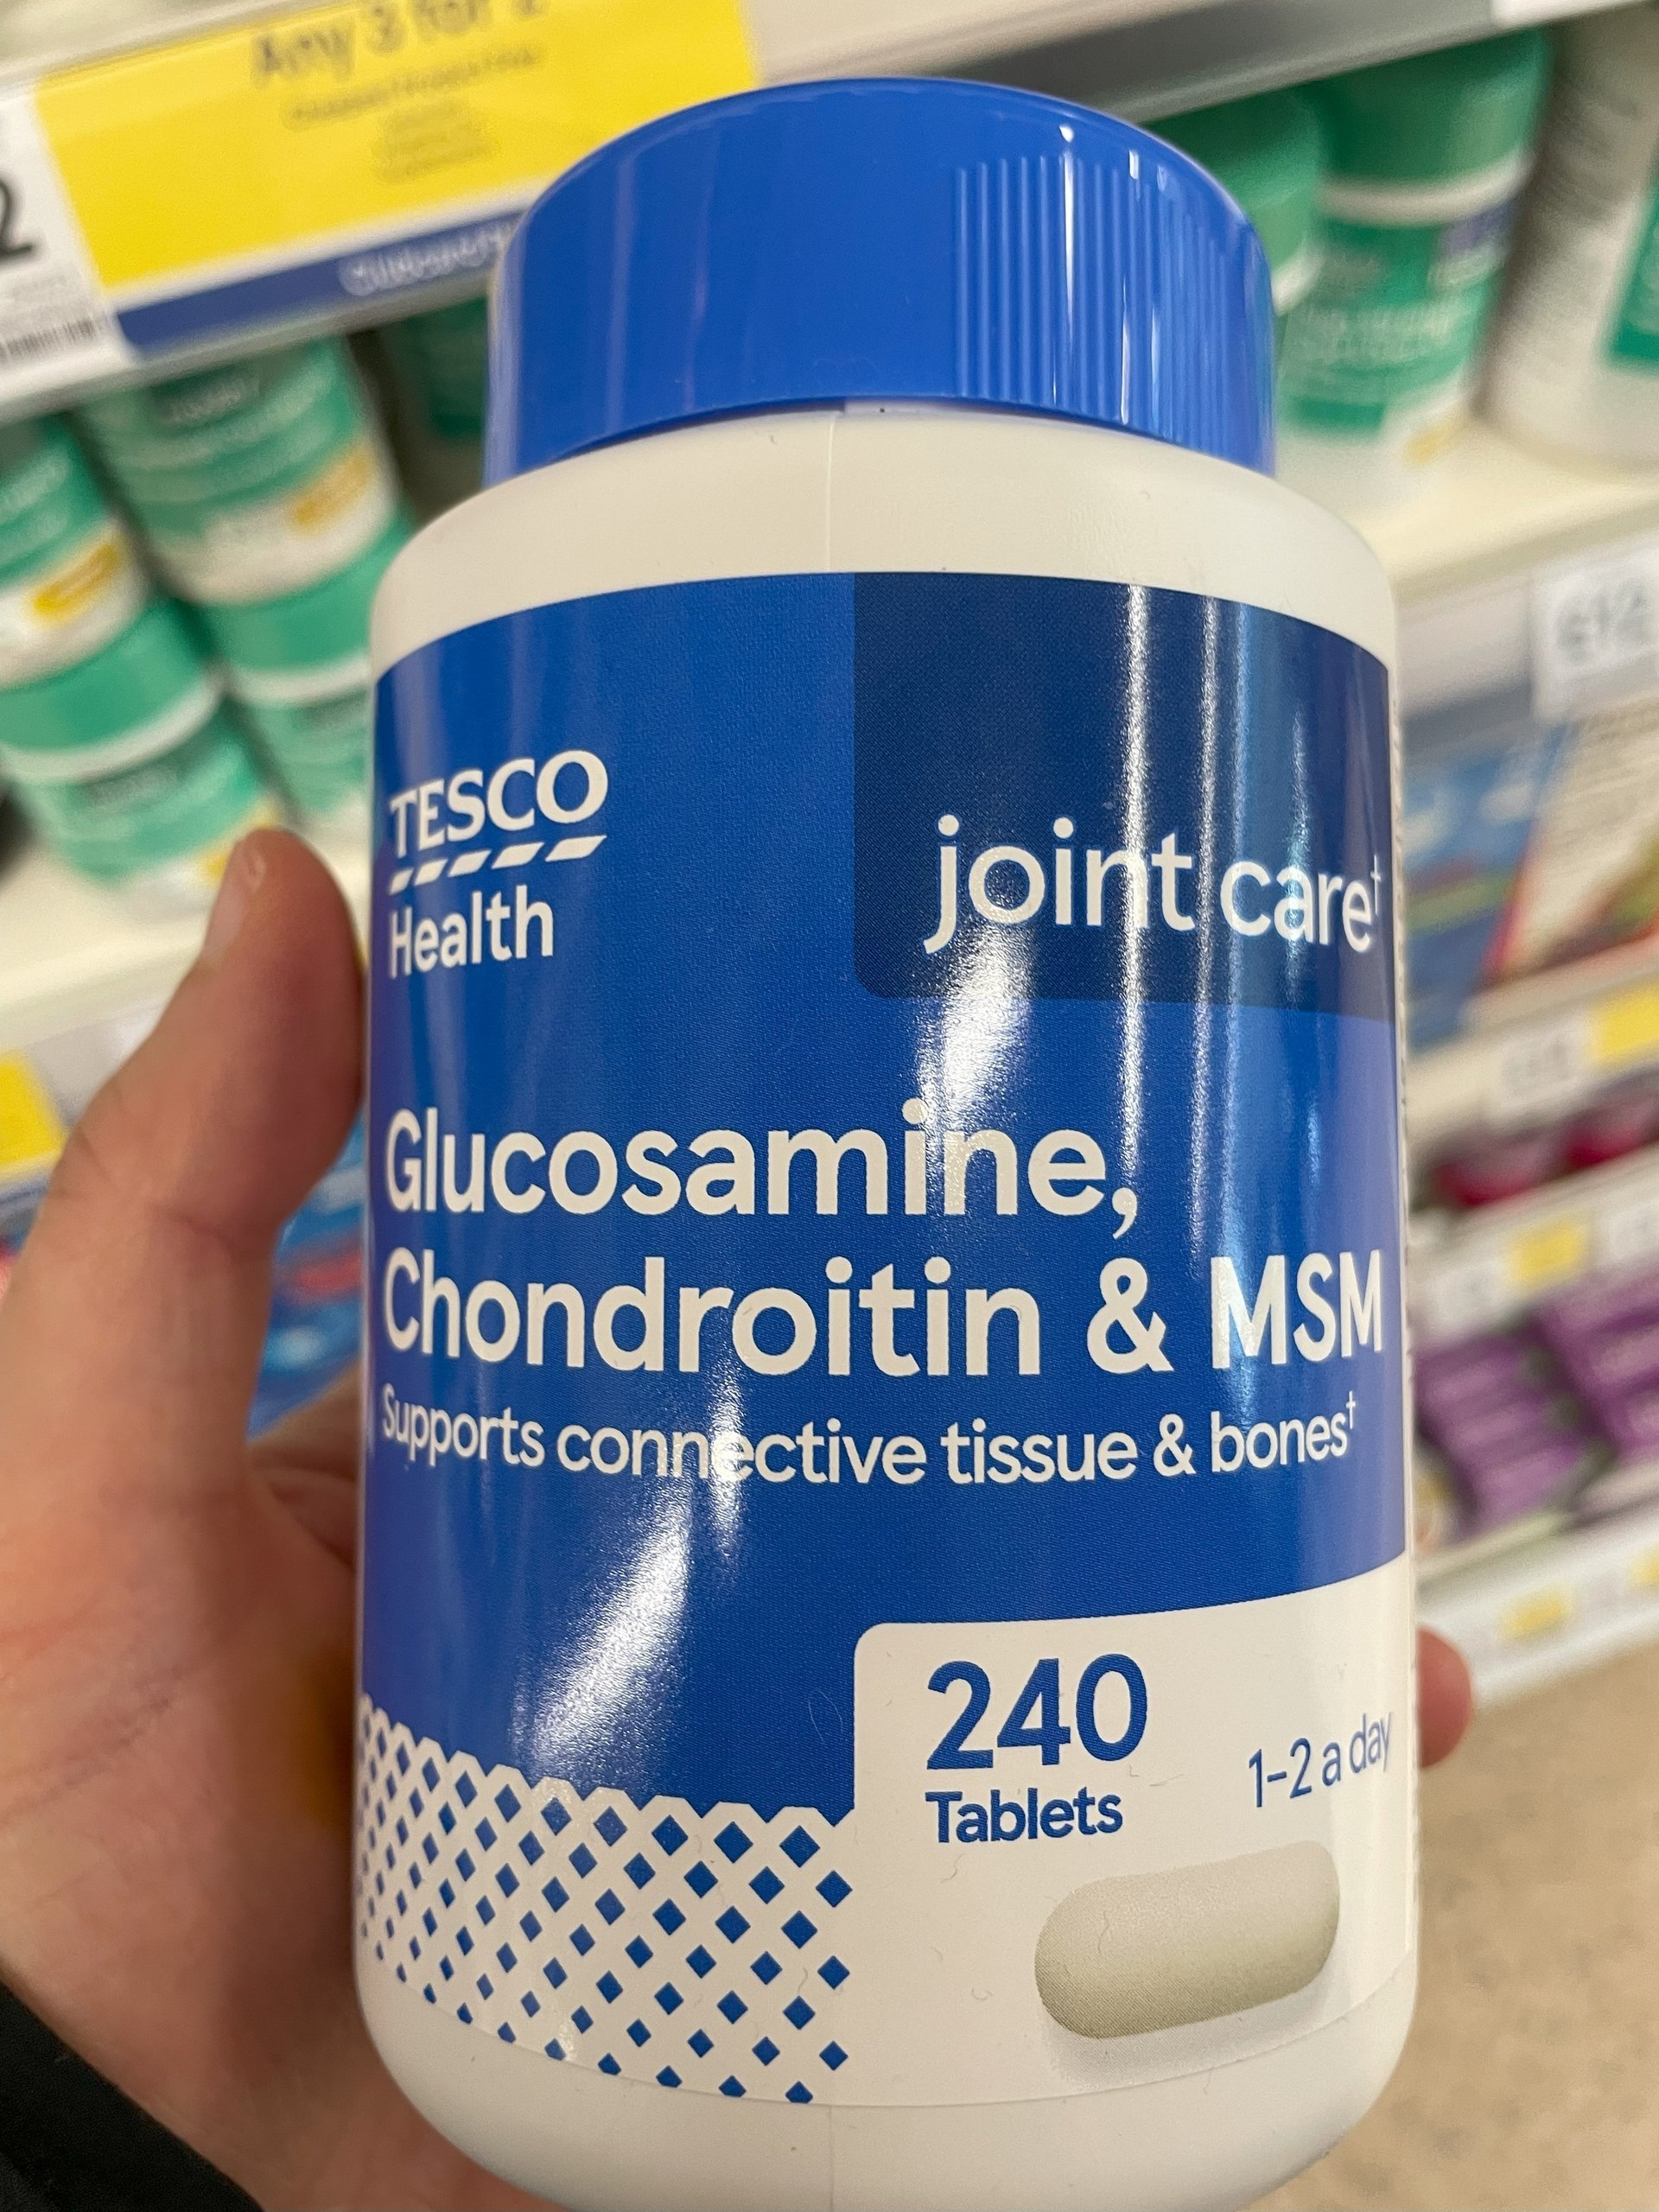 Any 3 for 2
TESCO
Health
joint care†
Glucosamine,
Chondroitin & MSM
Supports connective tissue & bones†
240
Tablets
1-2 a day